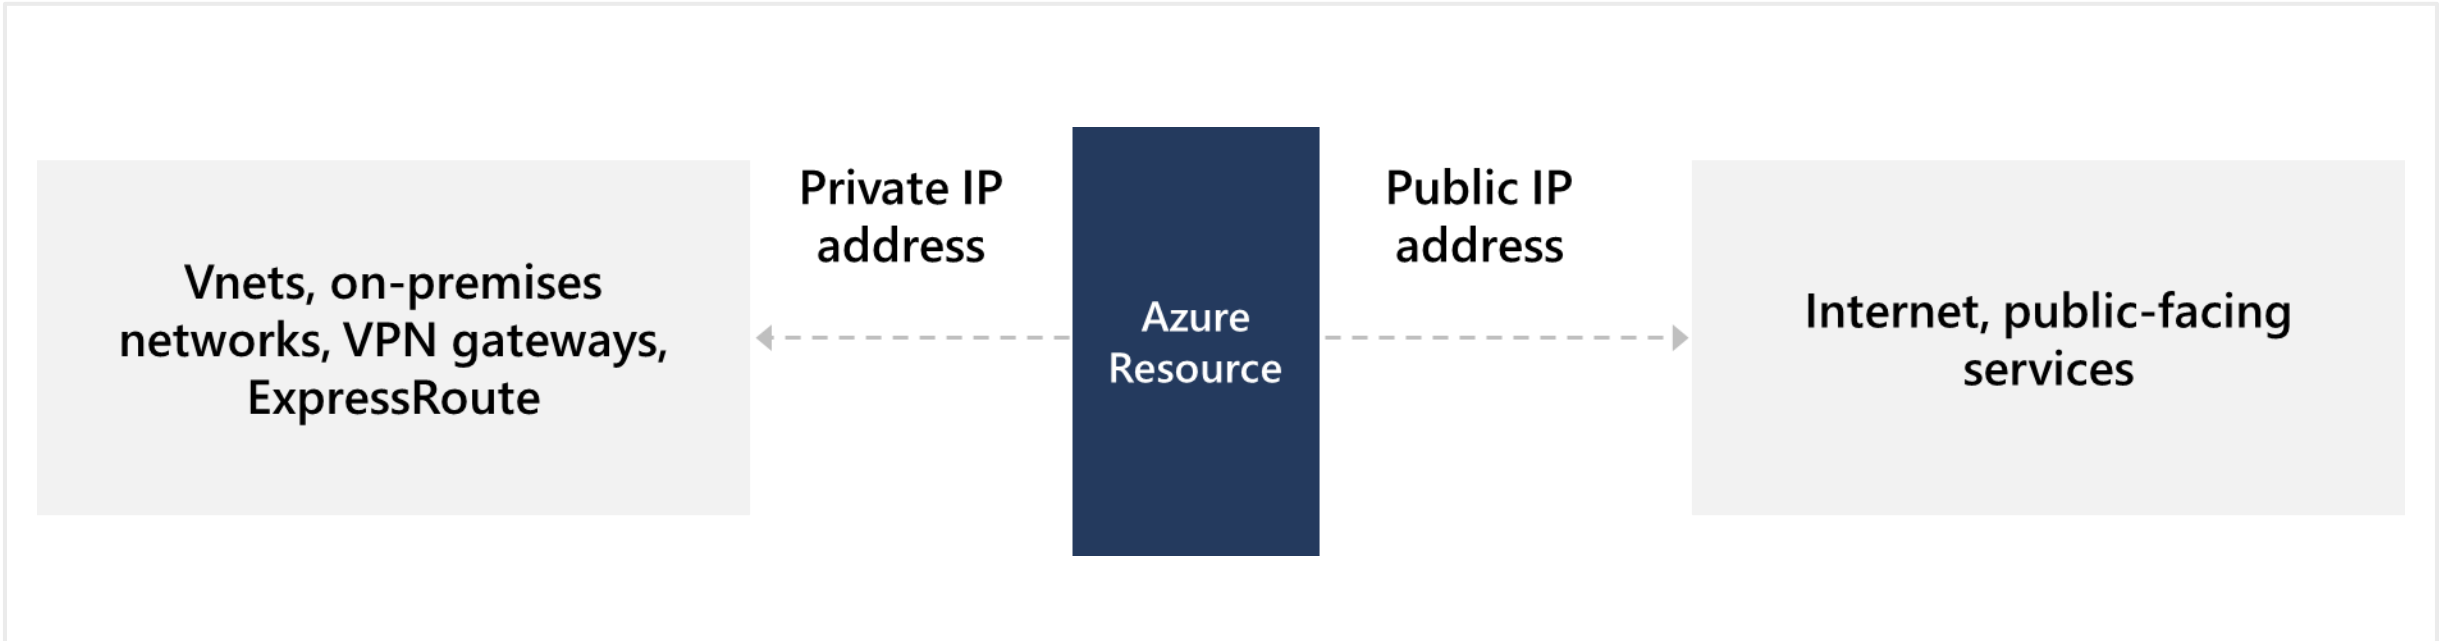 Vnets, on-premises
networks, VPN gateways,
ExpressRoute
Private IP
address
Azure
Resource
Public IP
address
Internet, public-facing
services